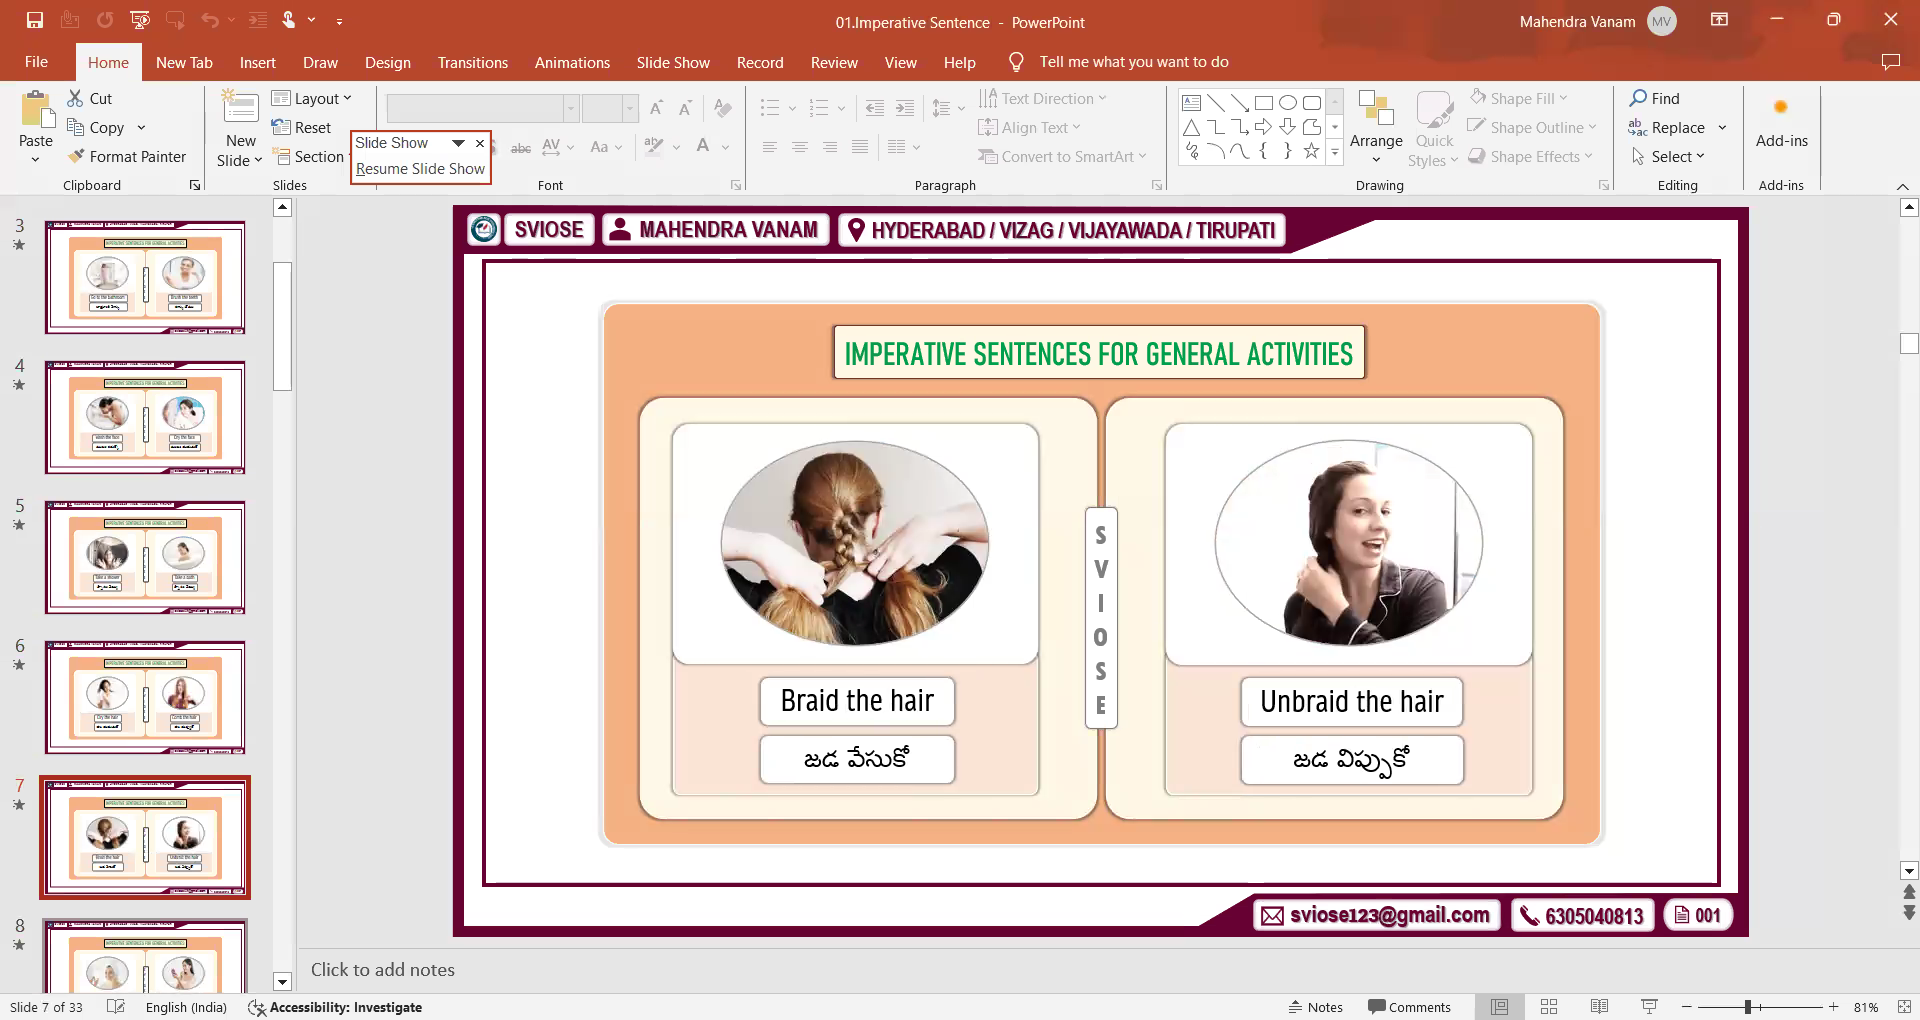 01.Imperative Sentence - PowerPoint
Mahendra Vanam MV
File Home New Tab Insert Draw Design Transitions Animations Slide Show Record Review View Help Tell me what you want to do
Paste
Cut
Copy
Format Painter
Clipboard
New Slide
Layout
Reset
Section
Slides
Slide Show
Resume Slide Show
abc AV Aa A
Font
Text Direction
Align Text
Convert to SmartArt
Paragraph
Arrange
Quick Styles
Shape Fill
Shape Outline
Shape Effects
Drawing
Find
Replace
Select
Editing
Add-ins
Add-ins
3
4
5
6
7
8
SVIOSE MAHENDRA VANAM HYDERABAD / VIZAG / VIJAYAWADA / TIRUPATI
IMPERATIVE SENTENCES FOR GENERAL ACTIVITIES
SVIOSE
Braid the hair
జడ వేసుకో
Unbraid the hair
జడ విప్పుకో
sviose123@gmail.com 6305040813 001
Click to add notes
Slide 7 of 33 English (India) Accessibility: Investigate Notes Comments 81%